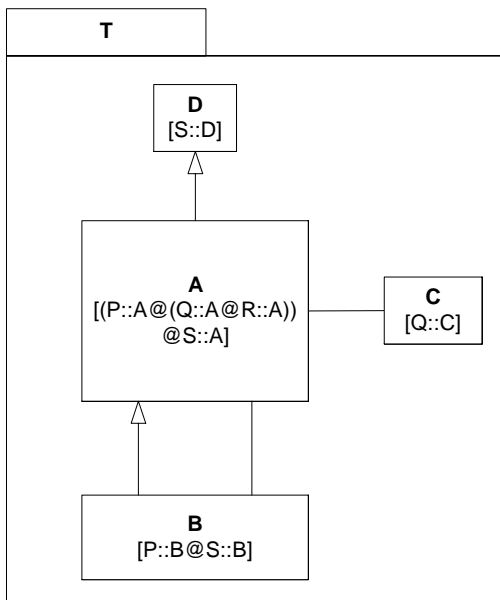 T
D
[S::D]
A
[(P::A@(Q::A@R::A))
@S::A]
C
[Q::C]
B
[P::B@S::B]